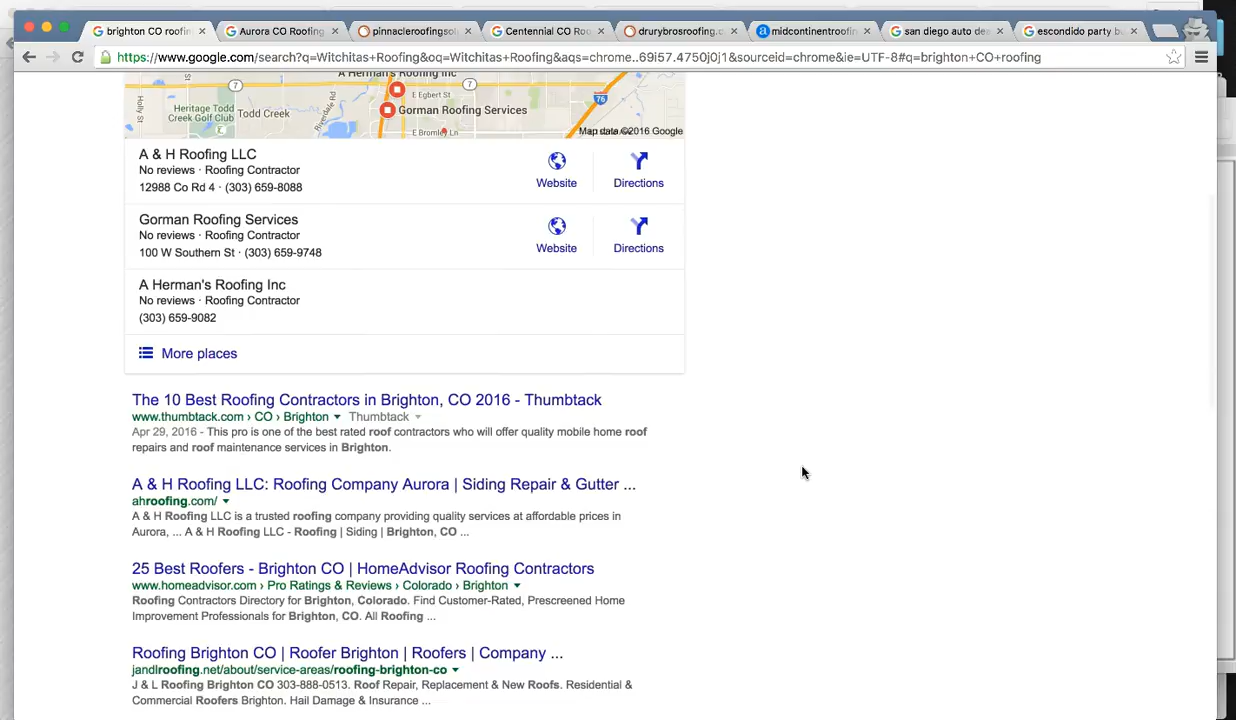 brighton CO roofin
Aurora CO Roofing
pinnacleroofingsol
Centennial CO Roo
drurybrosroofing.c
midcontinentroofin
san diego auto dea
escondido party b
https://www.google.com/search?q=Witchitas+Roofing&oq=Witchitas+Roofing&aqs=chrome..69i57.4750j0j1&sourceid=chrome&ie=UTF-8#q=brighton+CO+roofing
A Herman's Roofing Inc
7
7
76
Holly St
Heritage Todd
Creek Golf Club
Todd Creek
Riverdale Rd
E Egbert St
Gorman Roofing Services
E Bromley Ln
Map data ©2016 Google
A & H Roofing LLC
No reviews · Roofing Contractor
12988 Co Rd 4 · (303) 659-8088
Website
Directions
Gorman Roofing Services
No reviews · Roofing Contractor
100 W Southern St · (303) 659-9748
Website
Directions
A Herman's Roofing Inc
No reviews · Roofing Contractor
(303) 659-9082
More places
The 10 Best Roofing Contractors in Brighton, CO 2016 - Thumbtack
www.thumbtack.com › CO › Brighton ▼ Thumbtack ▼
Apr 29, 2016 - This pro is one of the best rated roof contractors who will offer quality mobile home roof
repairs and roof maintenance services in Brighton.
A & H Roofing LLC: Roofing Company Aurora | Siding Repair & Gutter ...
ahroofing.com/ ▼
A & H Roofing LLC is a trusted roofing company providing quality services at affordable prices in
Aurora, ... A & H Roofing LLC - Roofing | Siding | Brighton, CO ...
25 Best Roofers - Brighton CO | HomeAdvisor Roofing Contractors
www.homeadvisor.com › Pro Ratings & Reviews › Colorado › Brighton ▼
Roofing Contractors Directory for Brighton, Colorado. Find Customer-Rated, Prescreened Home
Improvement Professionals for Brighton, CO. All Roofing ...
Roofing Brighton CO | Roofer Brighton | Roofers | Company ...
jandlroofing.net/about/service-areas/roofing-brighton-co ▼
J & L Roofing Brighton CO 303-888-0513. Roof Repair, Replacement & New Roofs. Residential &
Commercial Roofers Brighton. Hail Damage & Insurance ...